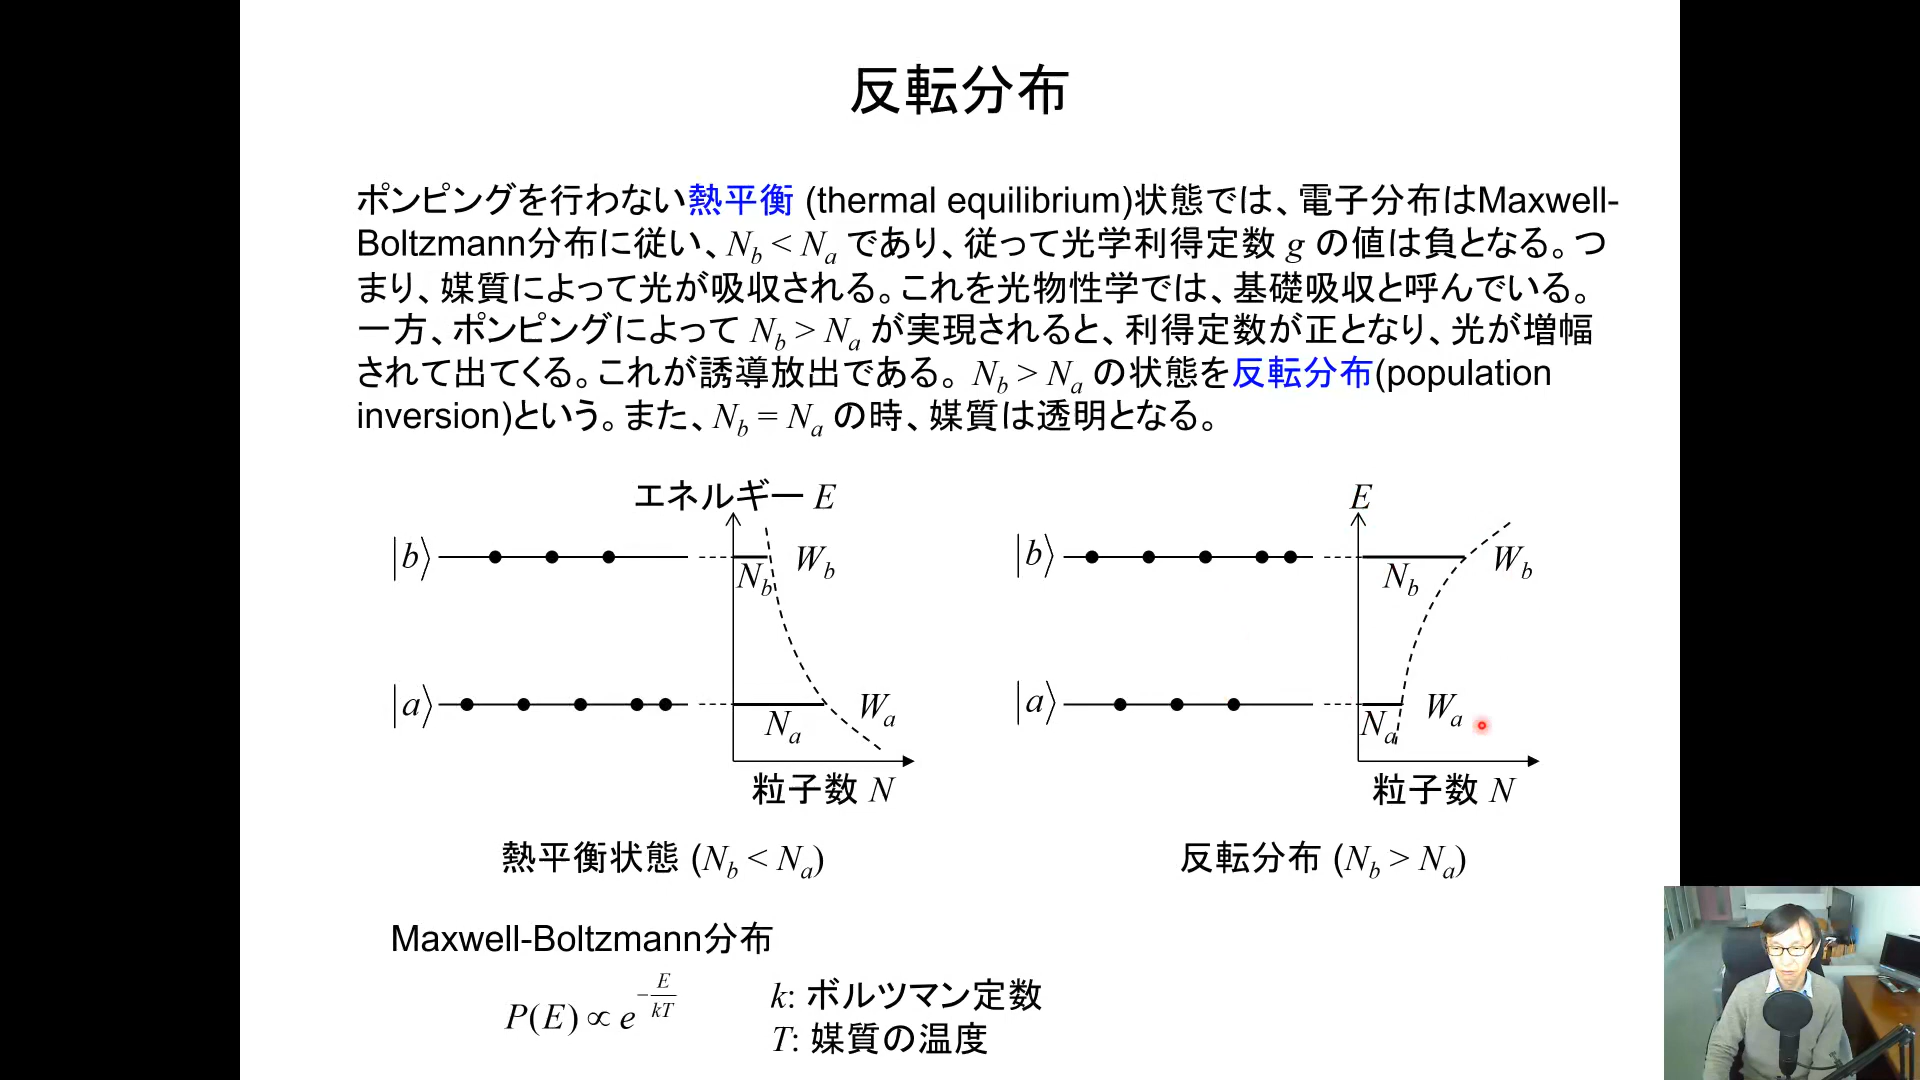 反転分布
ポンピングを行わない熱平衡 (thermal equilibrium)状態では、電子分布はMaxwell-
Boltzmann分布に従い、N_b < N_a であり、従って光学利得定数 g の値は負となる。つ
まり、媒質によって光が吸収される。これを光物性学では、基礎吸収と呼んでいる。
一方、ポンピングによって N_b > N_a が実現されると、利得定数が正となり、光が増幅
されて出てくる。これが誘導放出である。 N_b > N_a の状態を反転分布(population
inversion)という。また、N_b = N_a の時、媒質は透明となる。
エネルギー E
|b⟩
N_b
W_b
|a⟩
N_a
W_a
粒子数 N
熱平衡状態 (N_b < N_a)
E
|b⟩
N_b
W_b
|a⟩
N_a
W_a
粒子数 N
反転分布 (N_b > N_a)
Maxwell-Boltzmann分布
P(E) ∝ e^{-E/kT}
k: ボルツマン定数
T: 媒質の温度